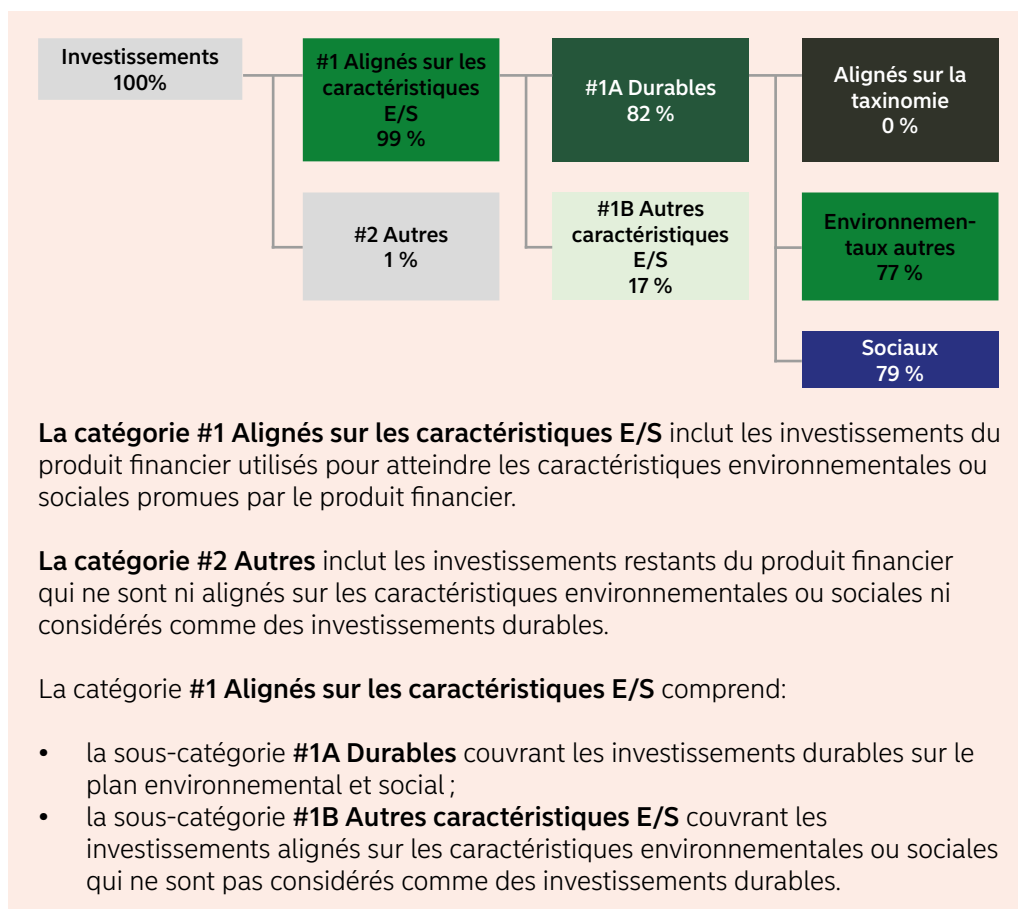 Investissements
100%
#1 Alignés sur les
caractéristiques
E/S
99 %
#1A Durables
82 %
Alignés sur la
taxinomie
0 %
#2 Autres
1 %
#1B Autres
caractéristiques
E/S
17 %
Environnemen-
taux autres
77 %
Sociaux
79 %
La catégorie #1 Alignés sur les caractéristiques E/S inclut les investissements du
produit financier utilisés pour atteindre les caractéristiques environnementales ou
sociales promues par le produit financier.
La catégorie #2 Autres inclut les investissements restants du produit financier
qui ne sont ni alignés sur les caractéristiques environnementales ou sociales ni
considérés comme des investissements durables.
La catégorie #1 Alignés sur les caractéristiques E/S comprend:
• la sous-catégorie #1A Durables couvrant les investissements durables sur le
plan environnemental et social ;
• la sous-catégorie #1B Autres caractéristiques E/S couvrant les
investissements alignés sur les caractéristiques environnementales ou sociales
qui ne sont pas considérés comme des investissements durables.